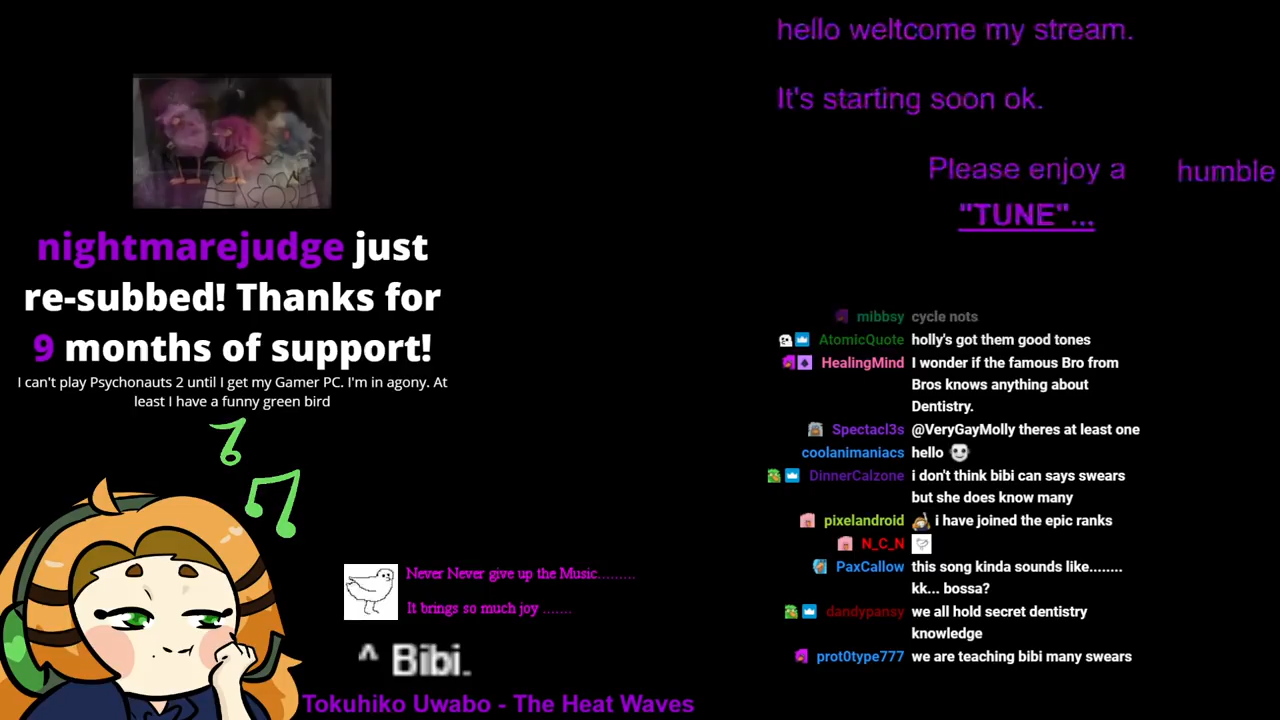 hello weltcome my stream.
It's starting soon ok.
Please enjoy a humble
"TUNE"...
nightmarejudge just
re-subbed! Thanks for
9 months of support!
I can't play Psychonauts 2 until I get my Gamer PC. I'm in agony. At
least I have a funny green bird
mibbsy cycle nots
AtomicQuote holly's got them good tones
HealingMind I wonder if the famous Bro from
Bros knows anything about
Dentistry.
Spectacl3s @VeryGayMolly theres at least one
coolanimaniacs hello
DinnerCalzone i don't think bibi can says swears
but she does know many
pixelandroid i have joined the epic ranks
N_C_N
PaxCallow this song kinda sounds like........
kk... bossa?
dandypansy we all hold secret dentistry
knowledge
prot0type777 we are teaching bibi many swears
Never Never give up the Music.........
It brings so much joy .......
^ Bibi.
Tokuhiko Uwabo - The Heat Waves